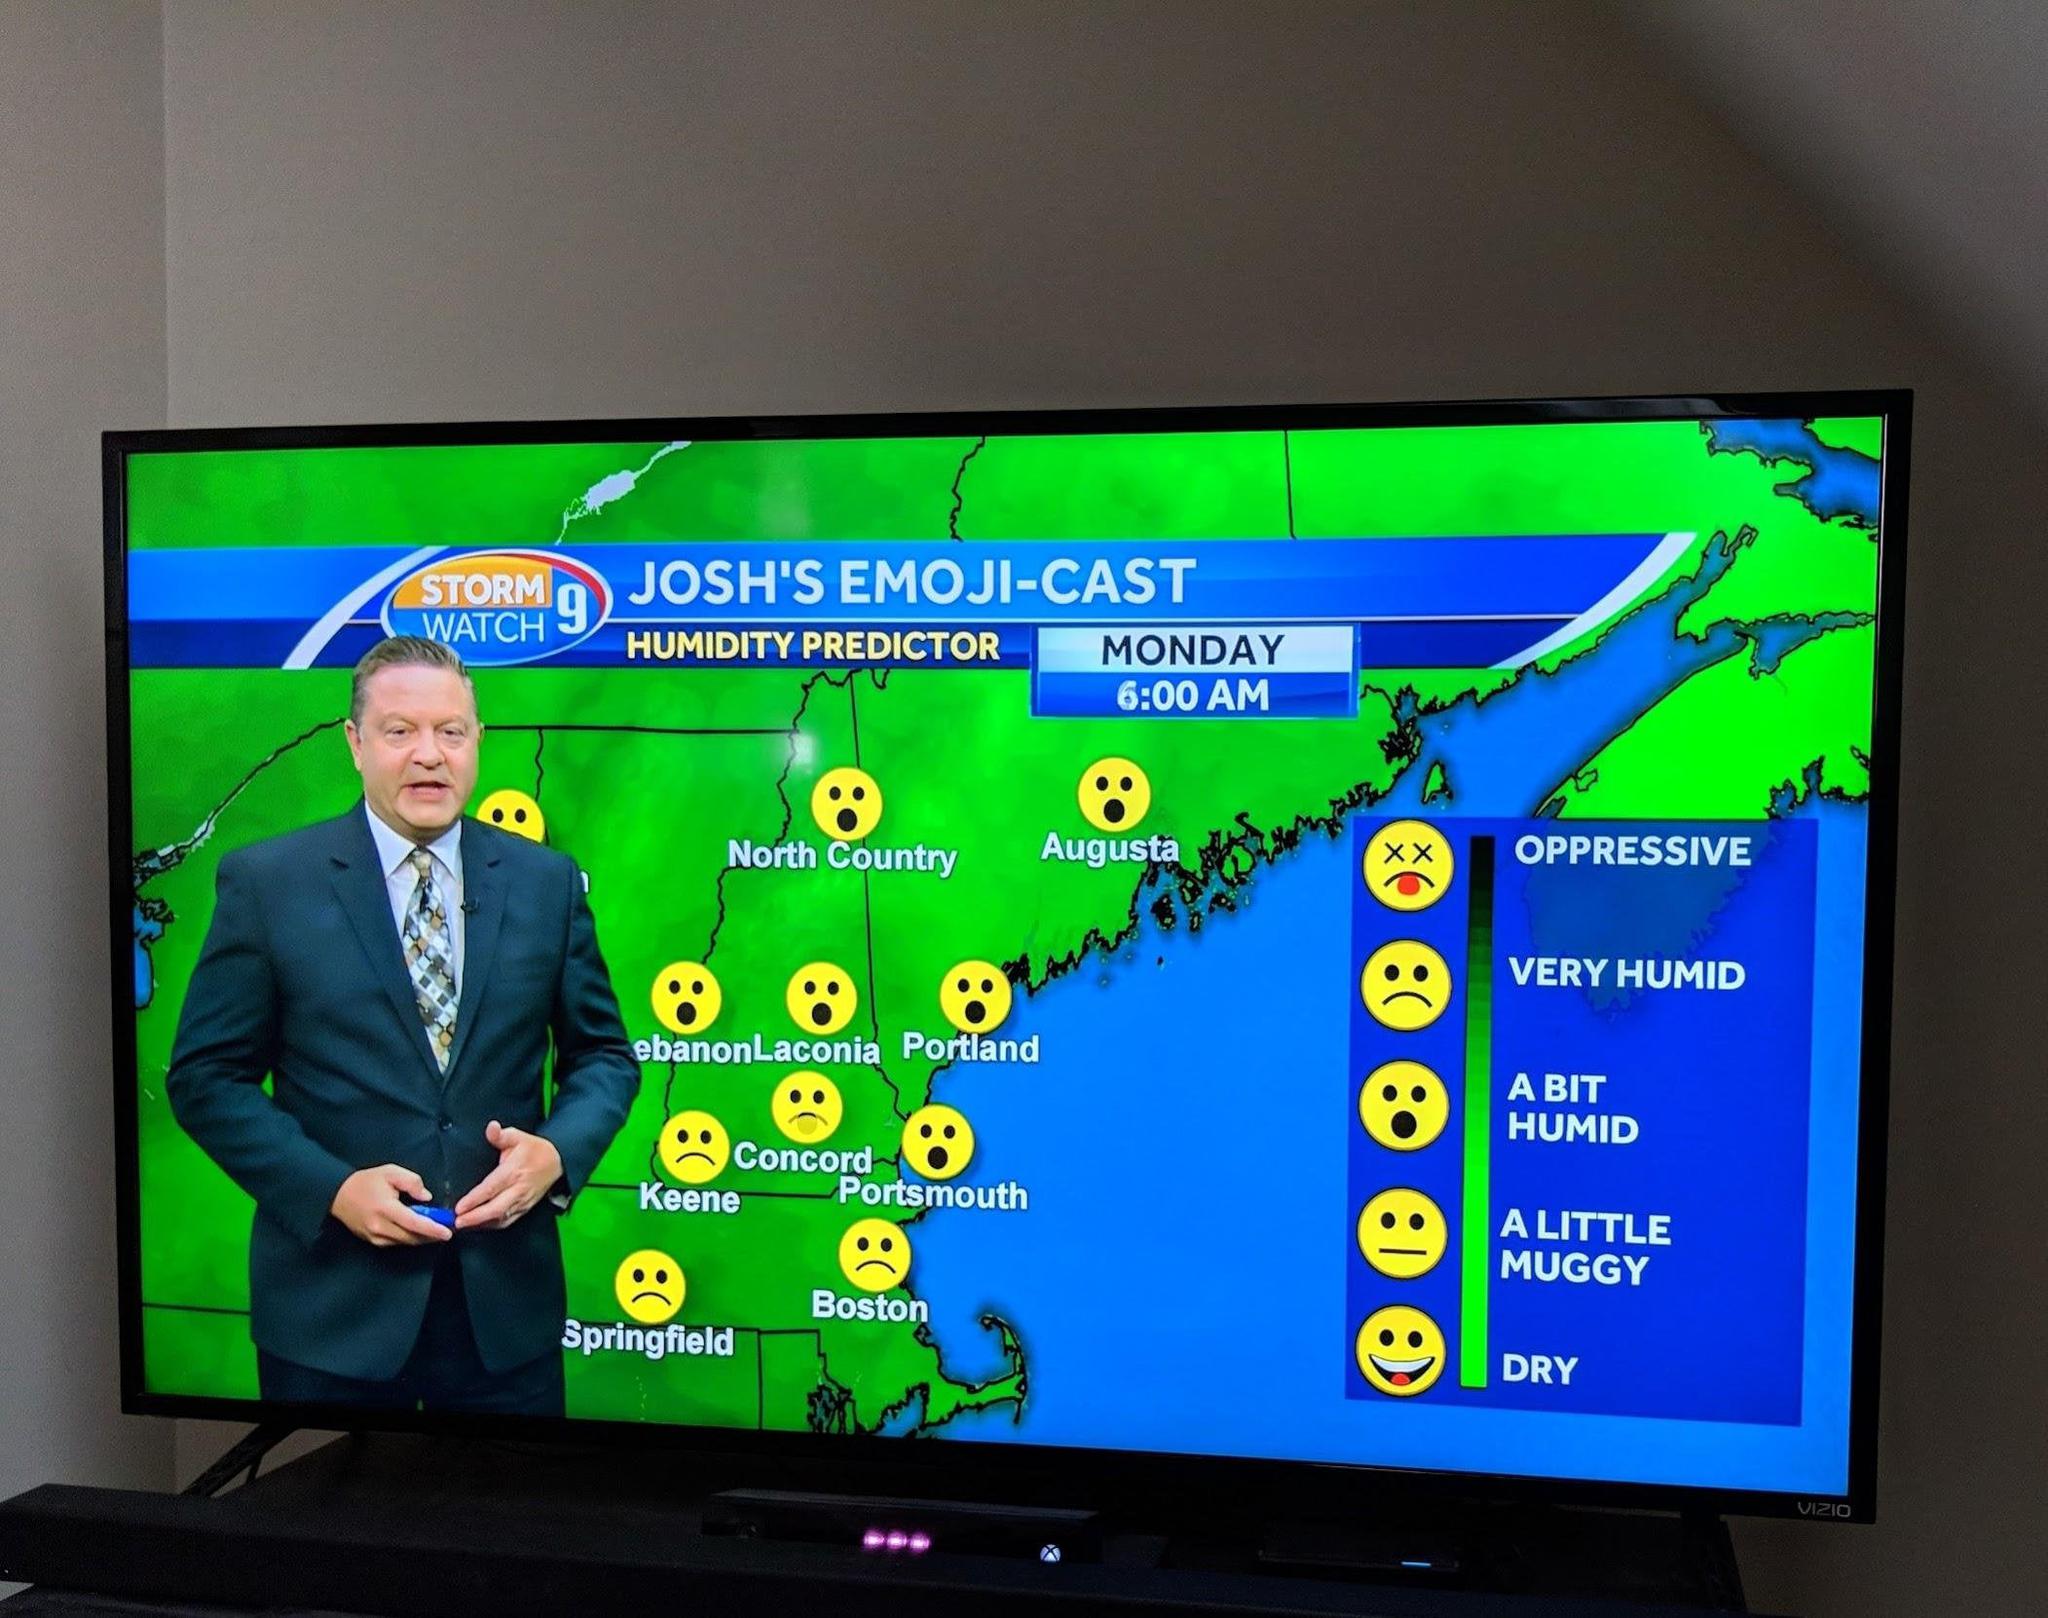 STORM
WATCH 9
JOSH'S EMOJI-CAST
HUMIDITY PREDICTOR
MONDAY
6:00 AM
North Country
Augusta
ebanon
Laconia
Portland
Concord
Keene
Portsmouth
Boston
Springfield
OPPRESSIVE
VERY HUMID
A BIT
HUMID
A LITTLE
MUGGY
DRY
VIZIO